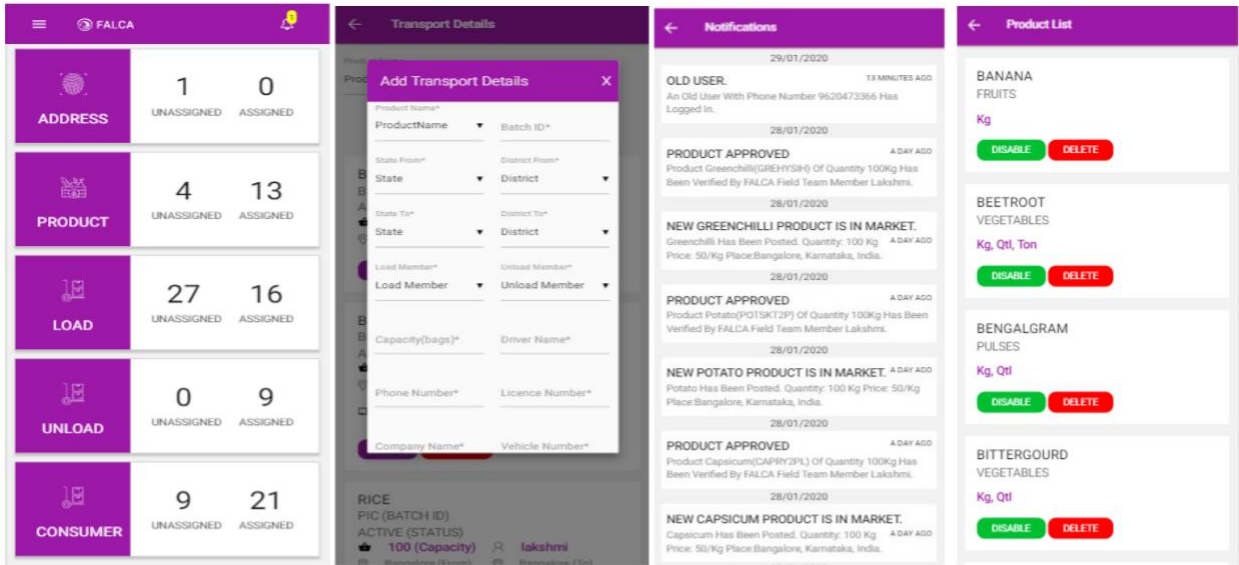 FALCA
1
1
0
UNASSIGNED ASSIGNED
ADDRESS
4 13
UNASSIGNED ASSIGNED
PRODUCT
27 16
UNASSIGNED ASSIGNED
LOAD
0 9
UNASSIGNED ASSIGNED
UNLOAD
9 21
UNASSIGNED ASSIGNED
CONSUMER
Transport Details
Add Transport Details X
Product Name*
ProductName Batch ID*
State From* District From*
State District
State To* District To*
State District
Load Member* Unload Member*
Load Member Unload Member
Capacity(bags)* Driver Name*
Phone Number* Licence Number*
Company Name* Vehicle Number*
RICE
PIC (BATCH ID)
ACTIVE (STATUS)
100 (Capacity) lakshmi
Bangalore (From) Bangalore (To)
Notifications
29/01/2020
OLD USER. 13 MINUTES AGO
An Old User With Phone Number 9620473366 Has
Logged In.
28/01/2020
PRODUCT APPROVED A DAY AGO
Product Greenchilli(GREHYSIH) Of Quantity 100Kg Has
Been Verified By FALCA Field Team Member Lakshmi.
28/01/2020
NEW GREENCHILLI PRODUCT IS IN MARKET.
Greenchilli Has Been Posted. Quantity: 100 Kg A DAY AGO
Price: 50/Kg Place:Bangalore, Karnataka, India.
28/01/2020
PRODUCT APPROVED A DAY AGO
Product Potato(POTSKT2P) Of Quantity 100Kg Has Been
Verified By FALCA Field Team Member Lakshmi.
28/01/2020
NEW POTATO PRODUCT IS IN MARKET. A DAY AGO
Potato Has Been Posted. Quantity: 100 Kg Price: 50/Kg
Place:Bangalore, Karnataka, India.
28/01/2020
PRODUCT APPROVED A DAY AGO
Product Capsicum(CAPRY2PL) Of Quantity 100Kg Has
Been Verified By FALCA Field Team Member Lakshmi.
28/01/2020
NEW CAPSICUM PRODUCT IS IN MARKET.
Capsicum Has Been Posted. Quantity: 100 Kg A DAY AGO
Price: 50/Kg Place:Bangalore, Karnataka, India.
Product List
BANANA
FRUITS
Kg
DISABLE DELETE
BEETROOT
VEGETABLES
Kg, Qtl, Ton
DISABLE DELETE
BENGALGRAM
PULSES
Kg, Qtl
DISABLE DELETE
BITTERGOURD
VEGETABLES
Kg, Qtl
DISABLE DELETE